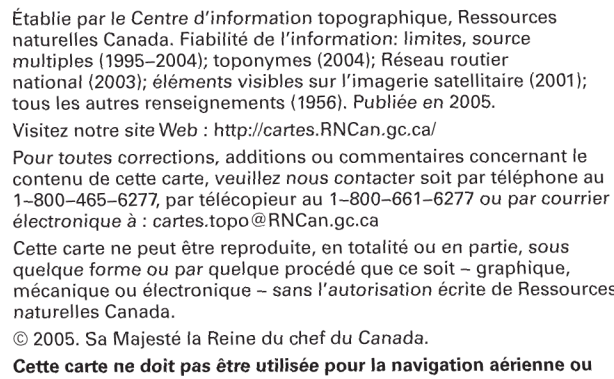 Établie par le Centre d'information topographique, Ressources
naturelles Canada. Fiabilité de l'information: limites, source
multiples (1995–2004); toponymes (2004); Réseau routier
national (2003); éléments visibles sur l'imagerie satellitaire (2001);
tous les autres renseignements (1956). Publiée en 2005.
Visitez notre site Web : http://cartes.RNCan.gc.ca/
Pour toutes corrections, additions ou commentaires concernant le
contenu de cette carte, veuillez nous contacter soit par téléphone au
1–800–465–6277, par télécopieur au 1–800–661–6277 ou par courrier
électronique à : cartes.topo@RNCan.gc.ca
Cette carte ne peut être reproduite, en totalité ou en partie, sous
quelque forme ou par quelque procédé que ce soit – graphique,
mécanique ou électronique – sans l'autorisation écrite de Ressources
naturelles Canada.
© 2005. Sa Majesté la Reine du chef du Canada.
Cette carte ne doit pas être utilisée pour la navigation aérienne ou